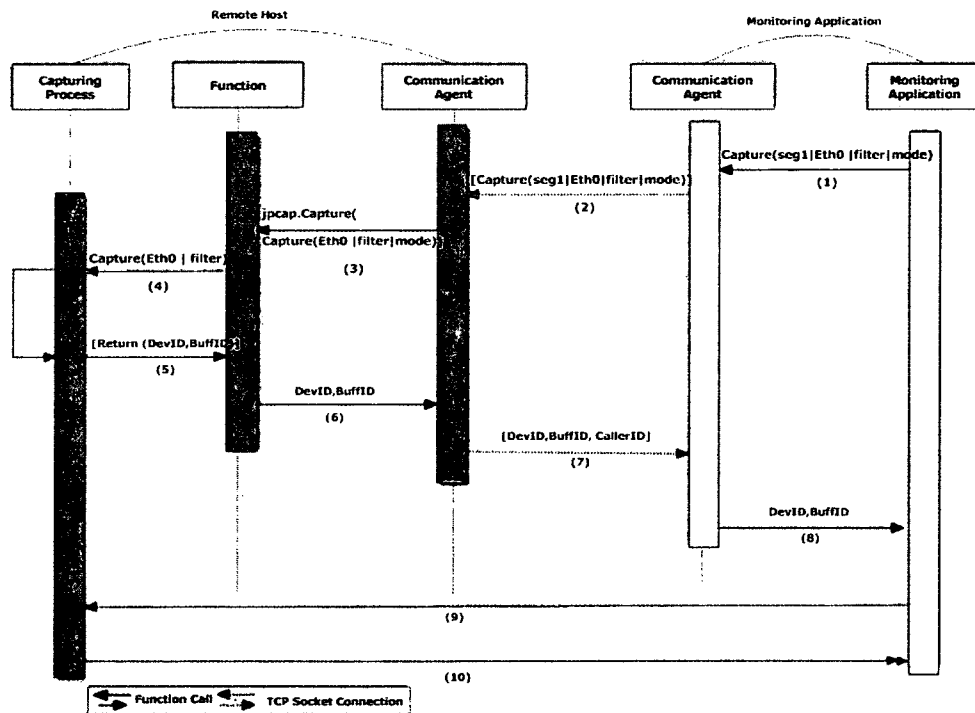 Remote Host
Monitoring Application
Capturing
Process
Function
Communication
Agent
Communication
Agent
Monitoring
Application
Capture(seg1|Eth0 |filter|mode)
(1)
[Capture(seg1|Eth0|filter|mode)]
(2)
jpcap.Capture(
Capture(Eth0 |filter|mode)
(3)
Capture(Eth0 | filter)
(4)
[Return (DevID,BuffID)]
(5)
DevID,BuffID
(6)
[DevID,BuffID, CallerID]
(7)
DevID,BuffID
(8)
(9)
(10)
Function Call
TCP Socket Connection